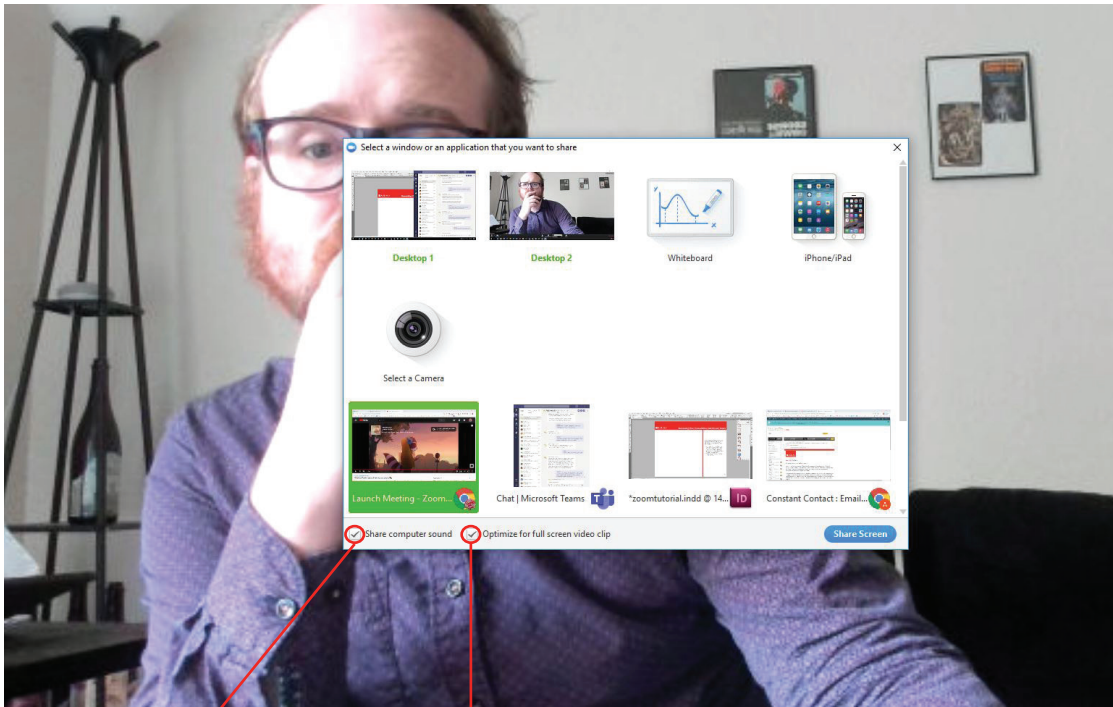 Select a window or an application that you want to share
Desktop 1
Desktop 2
Whiteboard
iPhone/iPad
Select a Camera
Launch Meeting - Zoom...
Chat | Microsoft Teams
*zoomtutorial.indd @ 14...
ID
Constant Contact : Email...
Share computer sound
Optimize for full screen video clip
Share Screen